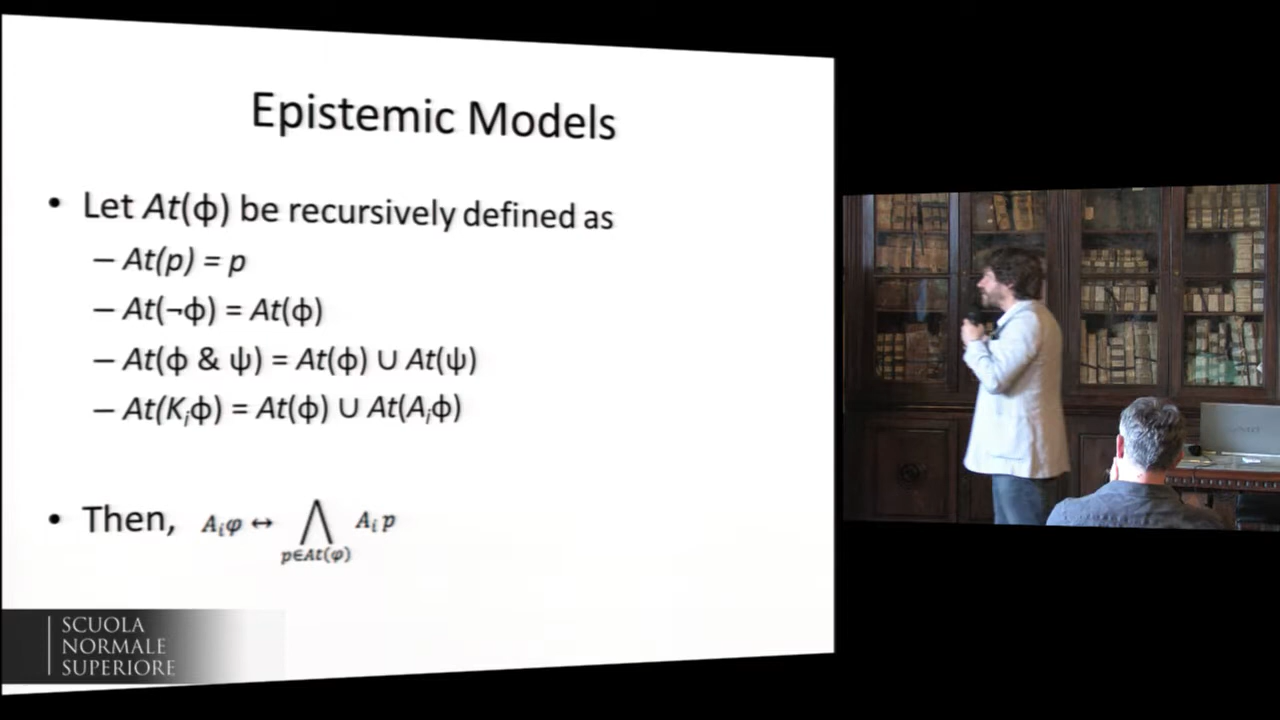 Epistemic Models
• Let At(ϕ) be recursively defined as
– At(p) = p
– At(¬ϕ) = At(ϕ)
– At(ϕ & ψ) = At(ϕ) ∪ At(ψ)
– At(Kᵢϕ) = At(ϕ) ∪ At(Aᵢϕ)
• Then, Aᵢφ ↔ ⋀ Aᵢ p
p∈At(φ)
SCUOLA
NORMALE
SUPERIORE